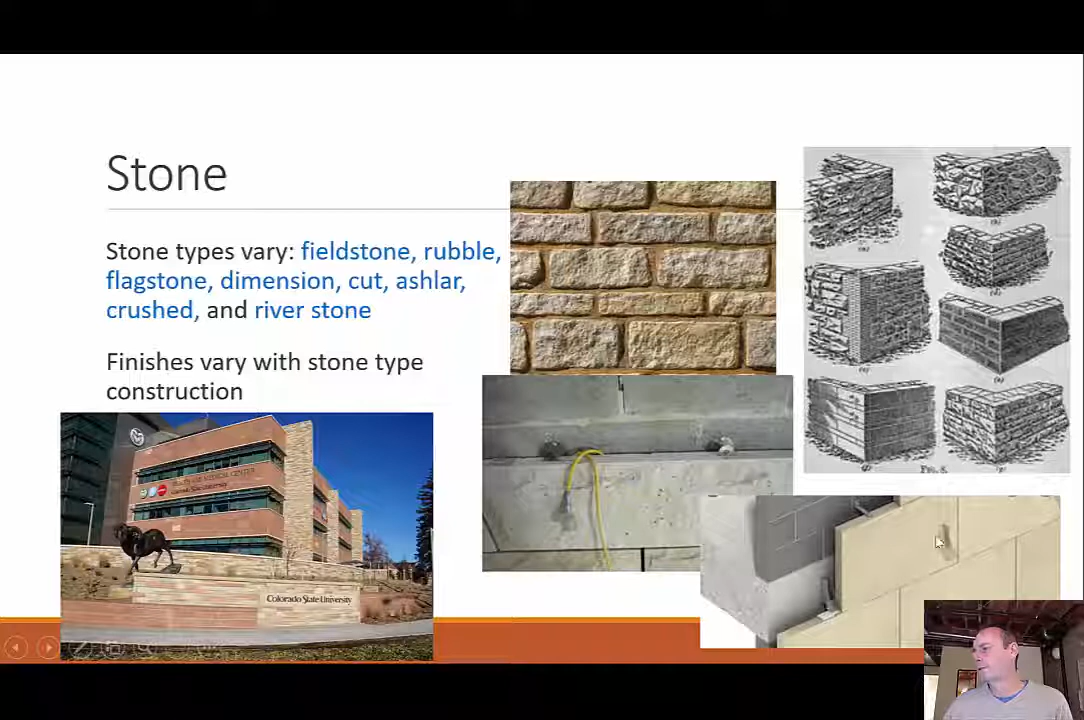 Stone
Stone types vary: fieldstone, rubble,
flagstone, dimension, cut, ashlar,
crushed, and river stone
Finishes vary with stone type
construction
Colorado State University